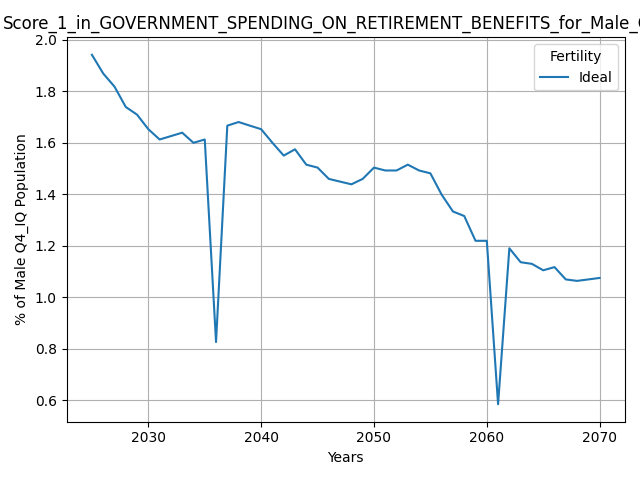 Score_1_in_GOVERNMENT_SPENDING_ON_RETIREMENT_BENEFITS_for_Male_
2.0
1.8
1.6
1.4
1.2
1.0
0.8
0.6
% of Male Q4_IQ Population
Fertility
Ideal
2030 2040 2050 2060 2070
Years